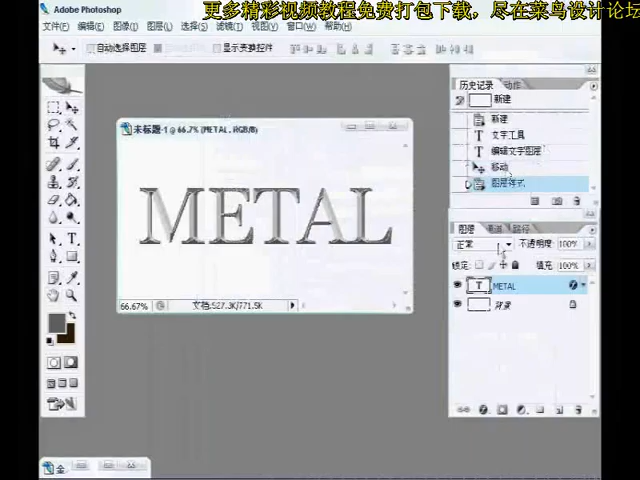 更多精彩视频教程免费打包下载，尽在菜鸟设计论坛
Adobe Photoshop
文件(F) 编辑(E) 图像(I) 图层(L) 选择(S) 滤镜(T) 视图(V) 窗口(W) 帮助(H)
自动选择图层 显示变换控件
历史记录 动作
新建
新建
文字工具
编辑文字图层
移动
图层样式
未标题-1 @ 66.7% (METAL, RGB/8)
METAL
66.67% 文档:527.3K/771.5K
图层 通道 路径
正常 不透明度: 100%
锁定: 填充: 100%
T METAL
背景
金